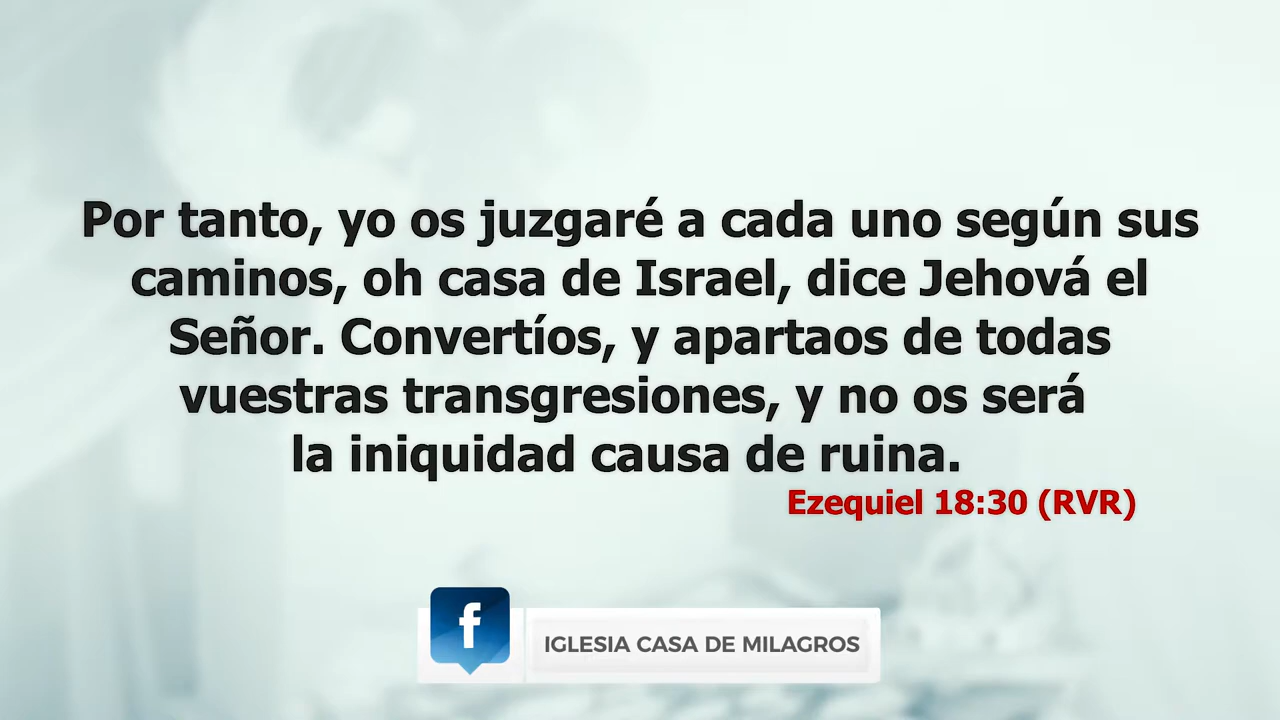 Por tanto, yo os juzgaré a cada uno según sus
caminos, oh casa de Israel, dice Jehová el
Señor. Convertíos, y apartaos de todas
vuestras transgresiones, y no os será
la iniquidad causa de ruina.
Ezequiel 18:30 (RVR)
f
IGLESIA CASA DE MILAGROS